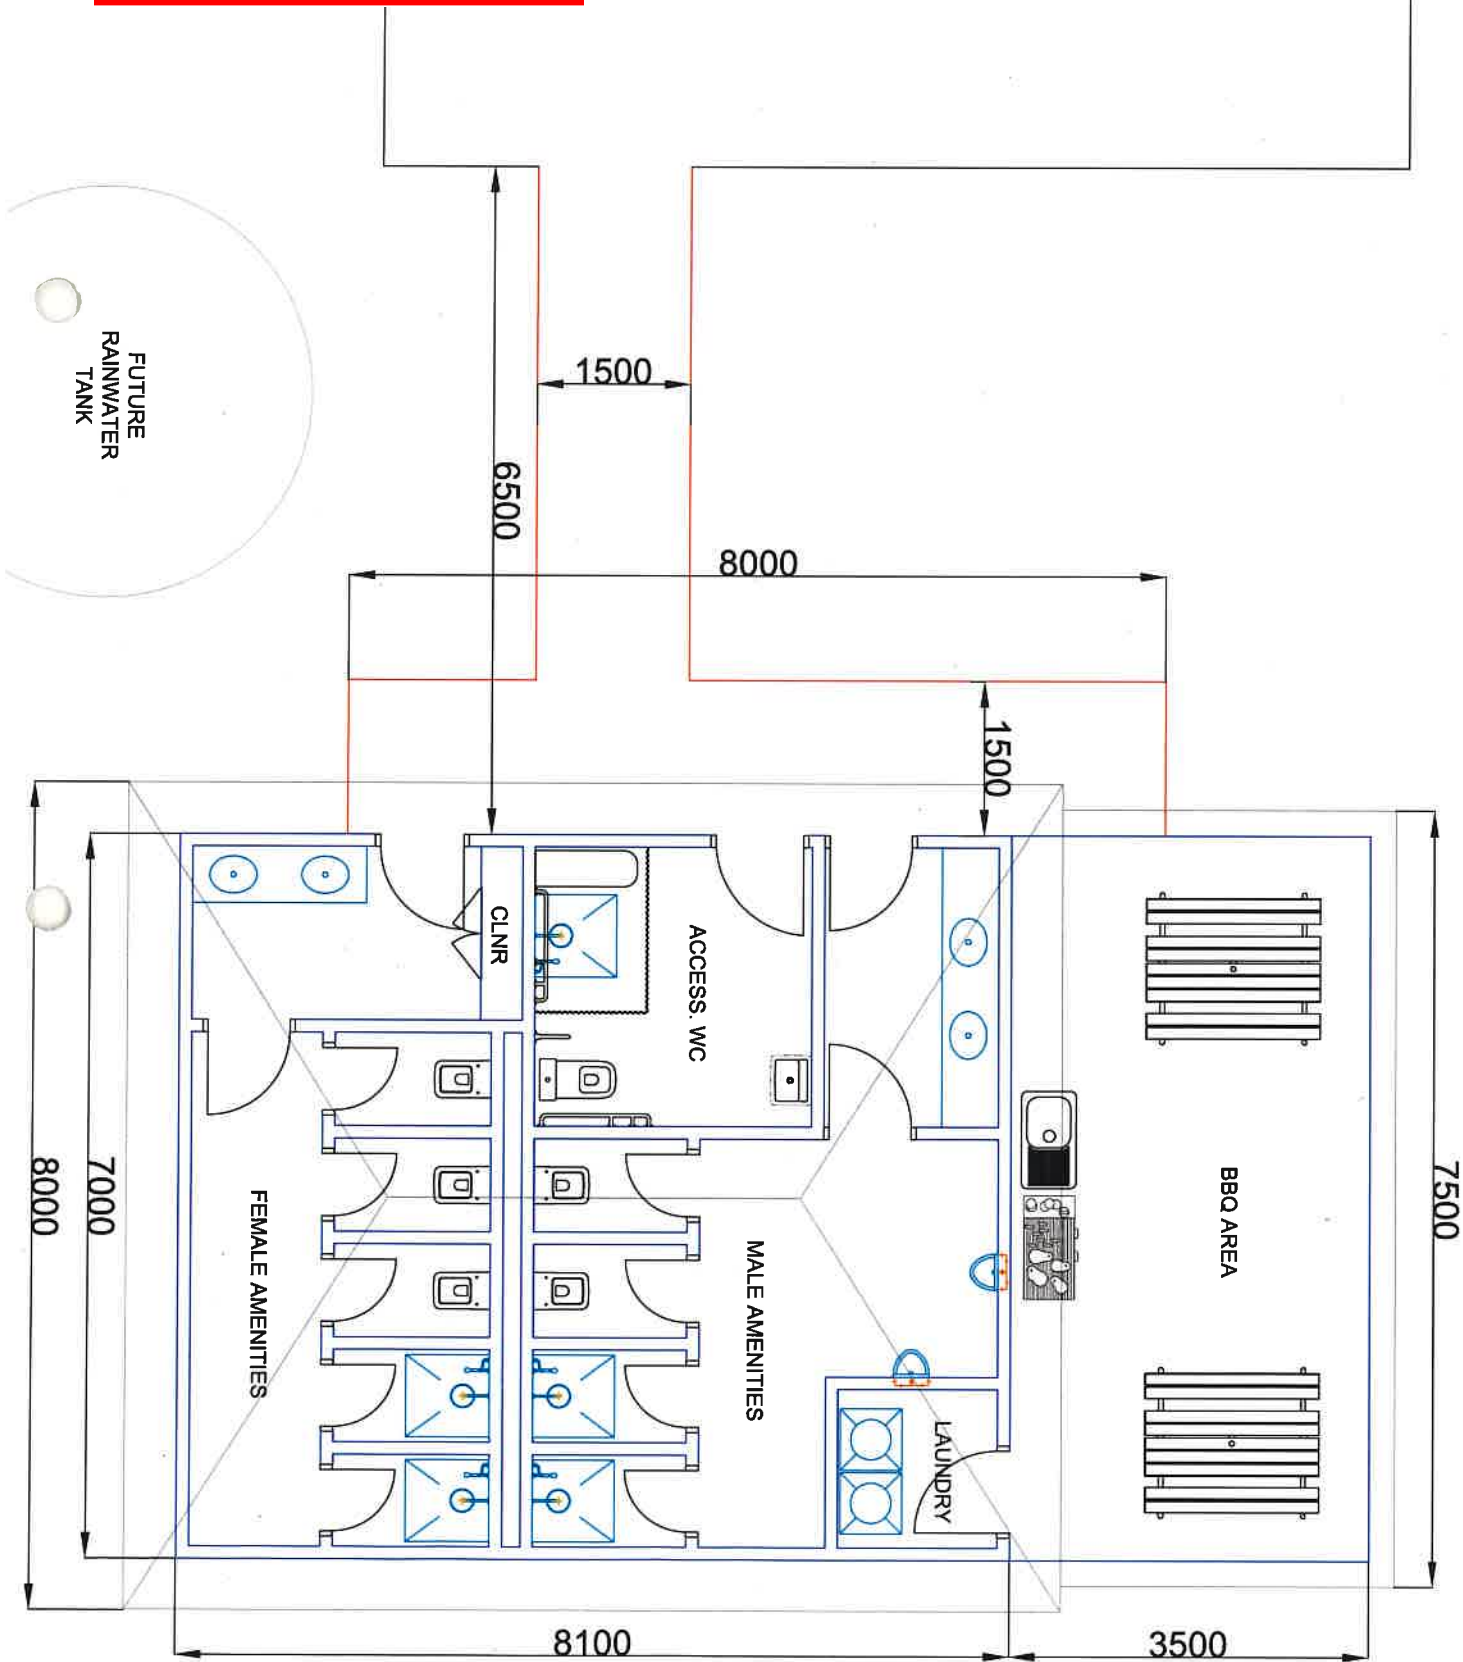 1500
6500
8000
1500
FUTURE
RAINWATER
TANK
CLNR
ACCESS. WC
BBQ AREA
FEMALE AMENITIES
MALE AMENITIES
LAUNDRY
7500
8000
7000
8100
3500